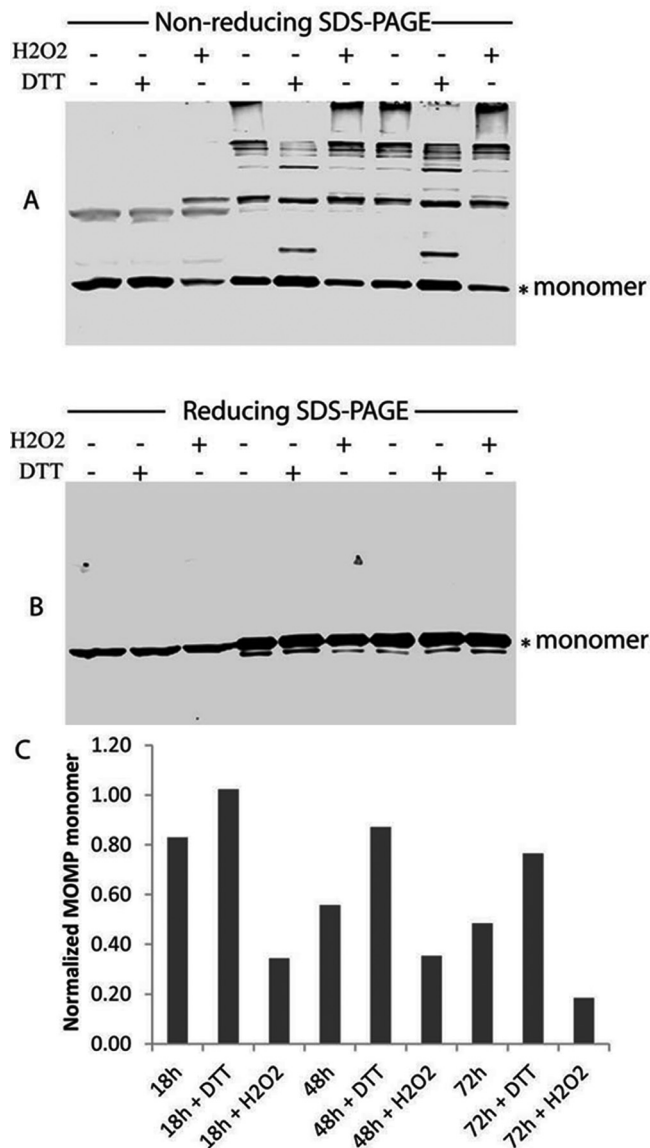 Non-reducing SDS-PAGE
H2O2 - - + - - + - - +
DTT - + - - + - - + -
A
* monomer
Reducing SDS-PAGE
H2O2 - - + - - + - - +
DTT - + - - + - - + -
B
* monomer
C
Normalized MOMP monomer
1.20
1.00
0.80
0.60
0.40
0.20
0.00
18h
18h + DTT
18h + H2O2
48h
48h + DTT
48h + H2O2
72h
72h + DTT
72h + H2O2